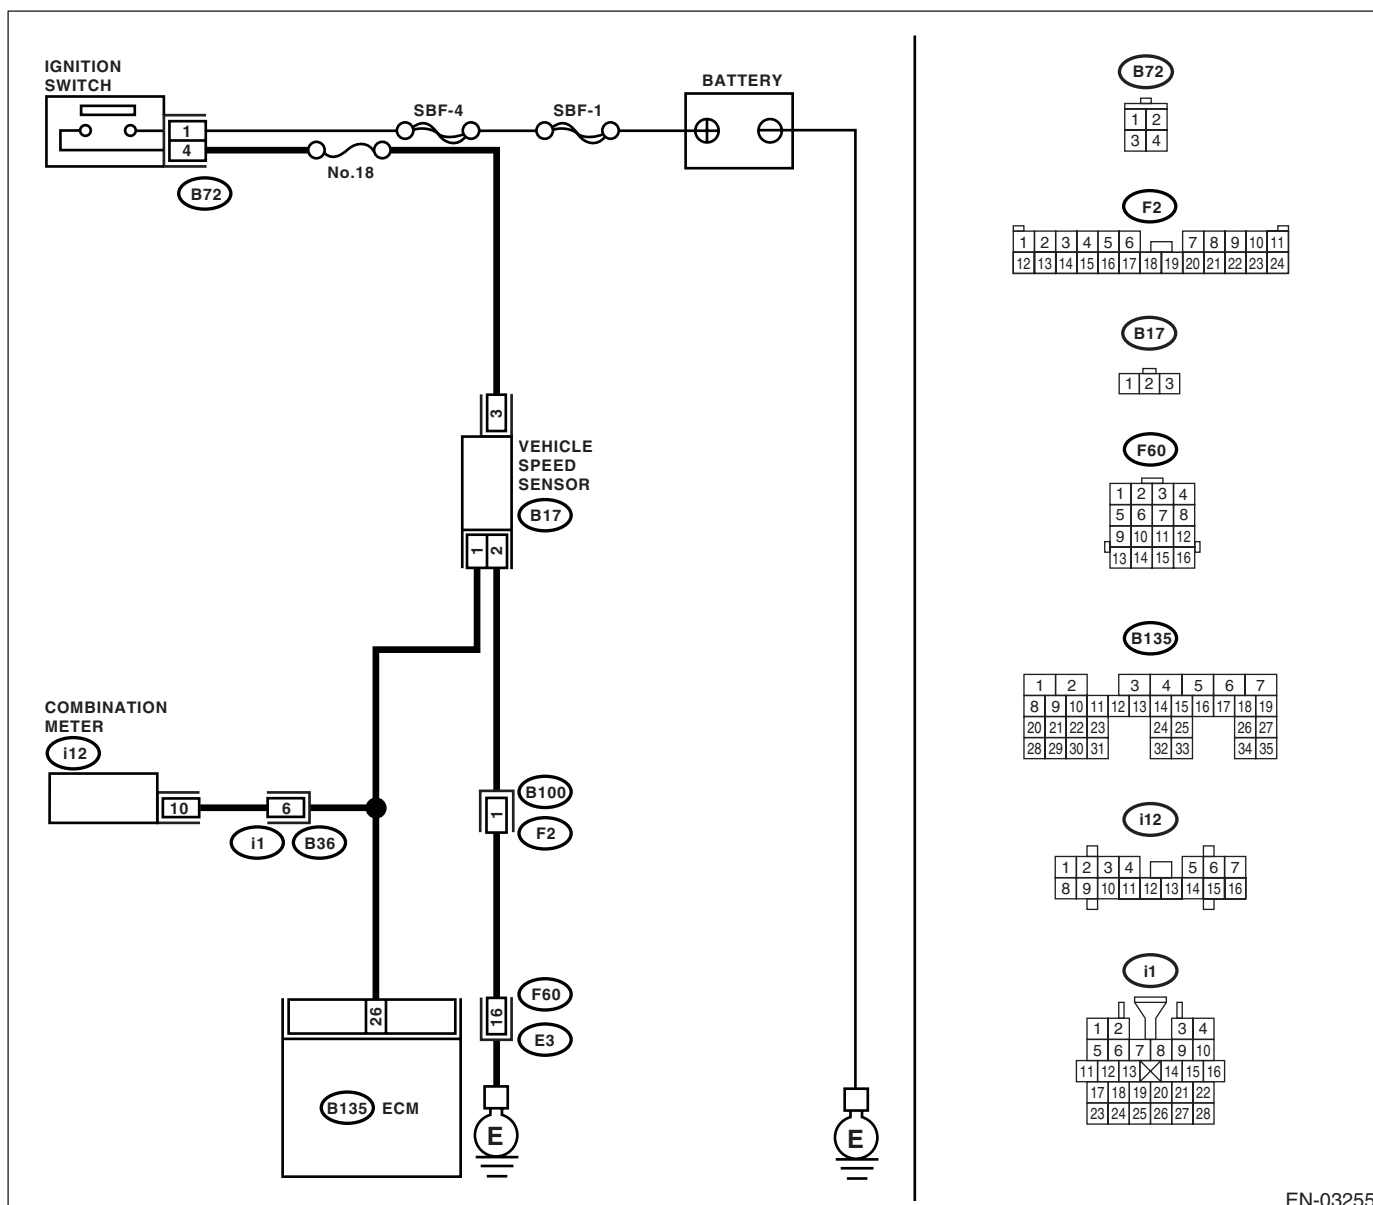 IGNITION
SWITCH
BATTERY
SBF-4
SBF-1
1
4
No.18
B72
3
VEHICLE
SPEED
SENSOR
B17
1 2
COMBINATION
METER
i12
10
6
i1
B36
B100
1
F2
26
F60
16
E3
B135 ECM
E
E
B72
1 2
3 4
F2
1 2 3 4 5 6 7 8 9 10 11
12 13 14 15 16 17 18 19 20 21 22 23 24
B17
1 2 3
F60
1 2 3 4
5 6 7 8
9 10 11 12
13 14 15 16
B135
1 2 3 4 5 6 7
8 9 10 11 12 13 14 15 16 17 18 19
20 21 22 23 24 25 26 27
28 29 30 31 32 33 34 35
i12
1 2 3 4 5 6 7
8 9 10 11 12 13 14 15 16
i1
1 2 3 4
5 6 7 8 9 10
11 12 13 14 15 16
17 18 19 20 21 22
23 24 25 26 27 28
EN-03255